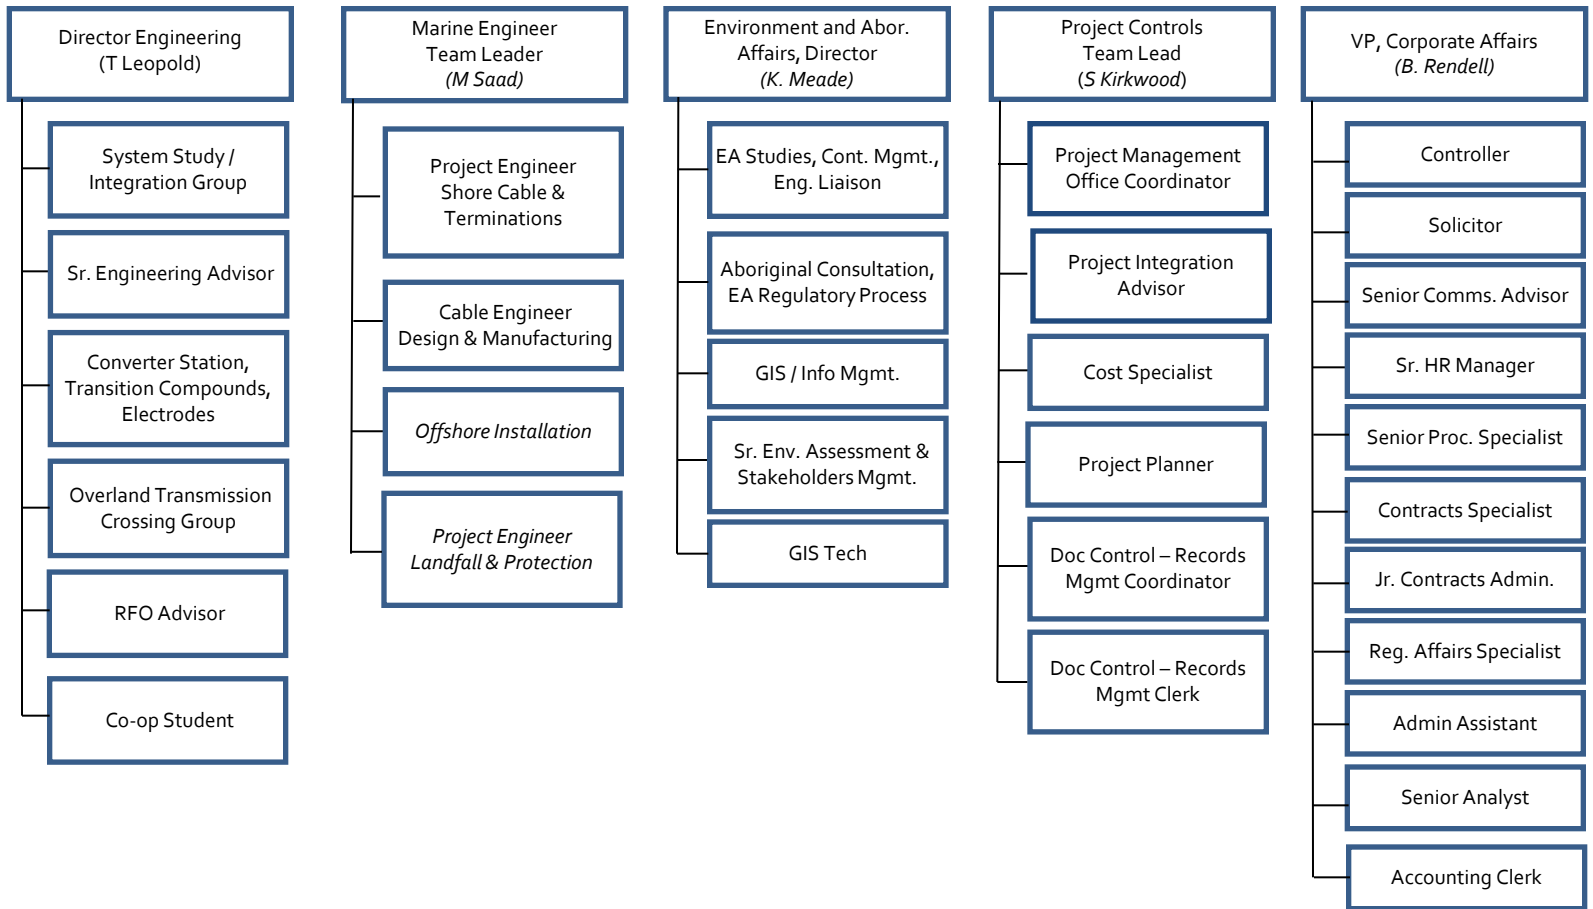 Director Engineering
(T Leopold)
System Study /
Integration Group
Sr. Engineering Advisor
Converter Station,
Transition Compounds,
Electrodes
Overland Transmission
Crossing Group
RFO Advisor
Co-op Student
Marine Engineer
Team Leader
(M Saad)
Project Engineer
Shore Cable &
Terminations
Cable Engineer
Design & Manufacturing
Offshore Installation
Project Engineer
Landfall & Protection
Environment and Abor.
Affairs, Director
(K. Meade)
EA Studies, Cont. Mgmt.,
Eng. Liaison
Aboriginal Consultation,
EA Regulatory Process
GIS / Info Mgmt.
Sr. Env. Assessment &
Stakeholders Mgmt.
GIS Tech
Project Controls
Team Lead
(S Kirkwood)
Project Management
Office Coordinator
Project Integration
Advisor
Cost Specialist
Project Planner
Doc Control – Records
Mgmt Coordinator
Doc Control – Records
Mgmt Clerk
VP, Corporate Affairs
(B. Rendell)
Controller
Solicitor
Senior Comms. Advisor
Sr. HR Manager
Senior Proc. Specialist
Contracts Specialist
Jr. Contracts Admin.
Reg. Affairs Specialist
Admin Assistant
Senior Analyst
Accounting Clerk